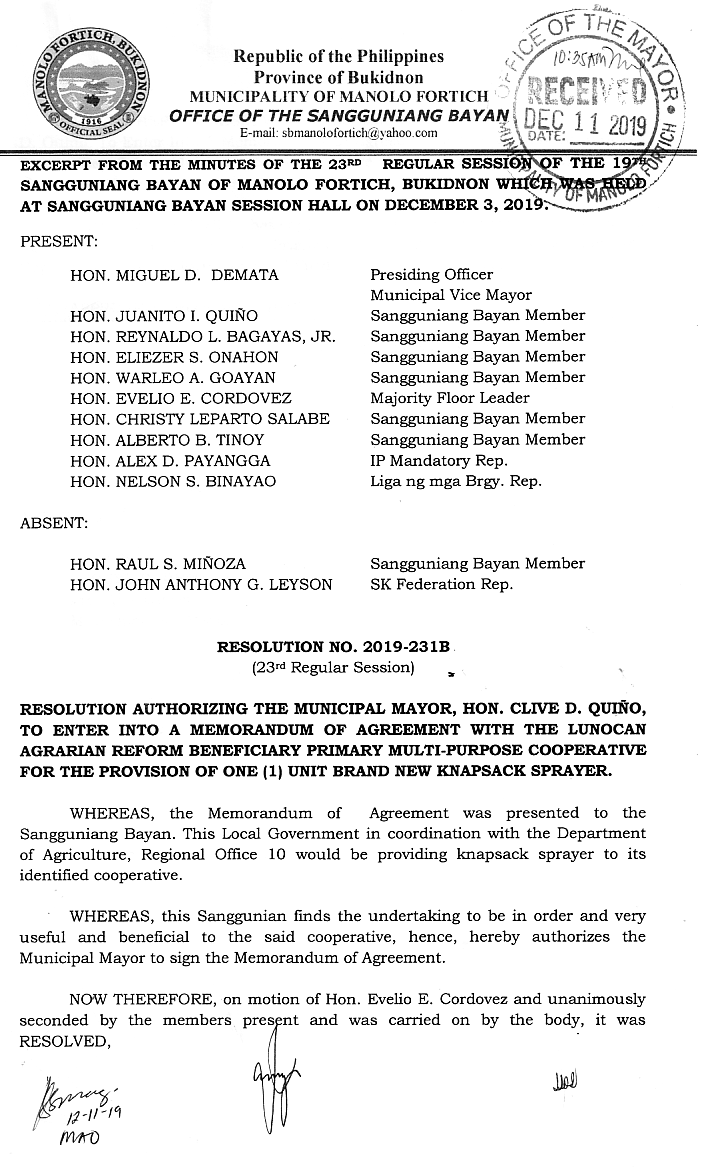 MANOLO FORTICH, BUKIDNON
1916
OFFICIAL SEAL
Republic of the Philippines
Province of Bukidnon
MUNICIPALITY OF MANOLO FORTICH
OFFICE OF THE SANGGUNIANG BAYAN
E-mail: sbmanolofortich@yahoo.com
OFFICE OF THE MAYOR
10:35AM
RECEIVED
DEC 11 2019
DATE:
MUNICIPALITY OF MANOLO FORTICH
EXCERPT FROM THE MINUTES OF THE 23RD REGULAR SESSION OF THE 19TH
SANGGUNIANG BAYAN OF MANOLO FORTICH, BUKIDNON WHICH WAS HELD
AT SANGGUNIANG BAYAN SESSION HALL ON DECEMBER 3, 2019.
PRESENT:
HON. MIGUEL D. DEMATA Presiding Officer
Municipal Vice Mayor
HON. JUANITO I. QUIÑO Sangguniang Bayan Member
HON. REYNALDO L. BAGAYAS, JR. Sangguniang Bayan Member
HON. ELIEZER S. ONAHON Sangguniang Bayan Member
HON. WARLEO A. GOAYAN Sangguniang Bayan Member
HON. EVELIO E. CORDOVEZ Majority Floor Leader
HON. CHRISTY LEPARTO SALABE Sangguniang Bayan Member
HON. ALBERTO B. TINOY Sangguniang Bayan Member
HON. ALEX D. PAYANGGA IP Mandatory Rep.
HON. NELSON S. BINAYAO Liga ng mga Brgy. Rep.
ABSENT:
HON. RAUL S. MIÑOZA Sangguniang Bayan Member
HON. JOHN ANTHONY G. LEYSON SK Federation Rep.
RESOLUTION NO. 2019-231B
(23rd Regular Session)
RESOLUTION AUTHORIZING THE MUNICIPAL MAYOR, HON. CLIVE D. QUIÑO,
TO ENTER INTO A MEMORANDUM OF AGREEMENT WITH THE LUNOCAN
AGRARIAN REFORM BENEFICIARY PRIMARY MULTI-PURPOSE COOPERATIVE
FOR THE PROVISION OF ONE (1) UNIT BRAND NEW KNAPSACK SPRAYER.
WHEREAS, the Memorandum of Agreement was presented to the
Sangguniang Bayan. This Local Government in coordination with the Department
of Agriculture, Regional Office 10 would be providing knapsack sprayer to its
identified cooperative.
WHEREAS, this Sanggunian finds the undertaking to be in order and very
useful and beneficial to the said cooperative, hence, hereby authorizes the
Municipal Mayor to sign the Memorandum of Agreement.
NOW THEREFORE, on motion of Hon. Evelio E. Cordovez and unanimously
seconded by the members present and was carried on by the body, it was
RESOLVED,
12-11-19
MAO